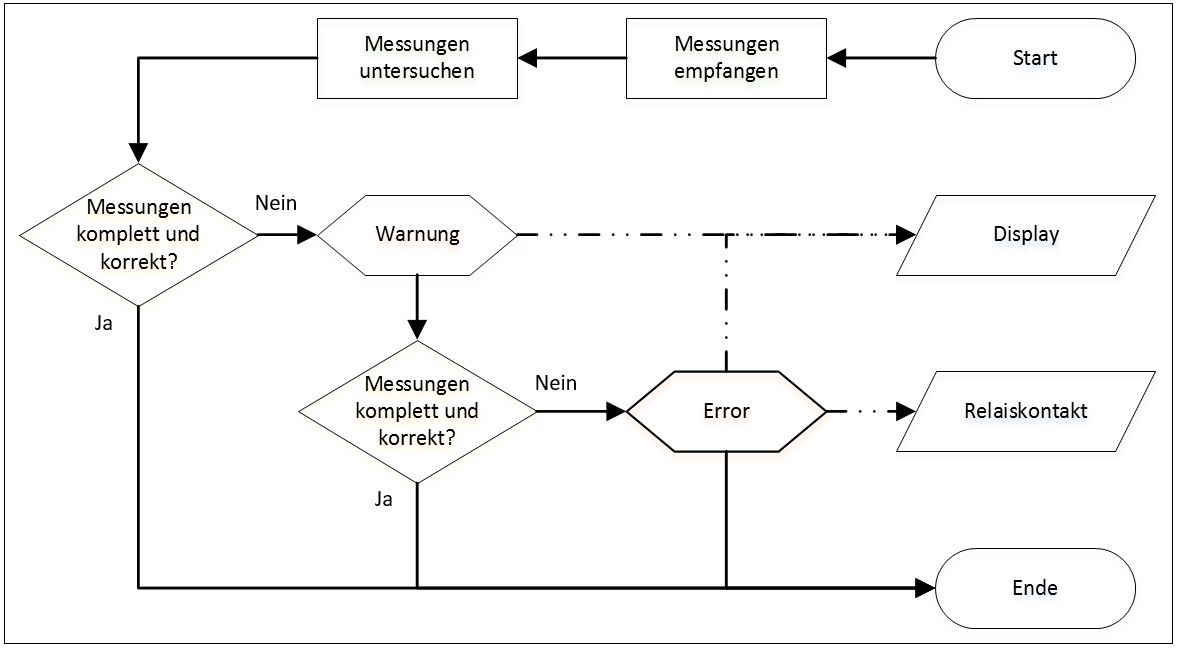 Messungen
untersuchen
Messungen
empfangen
Start
Messungen
komplett und
korrekt?
Nein
Warnung
Display
Ja
Messungen
komplett und
korrekt?
Nein
Error
Relaiskontakt
Ja
Ende